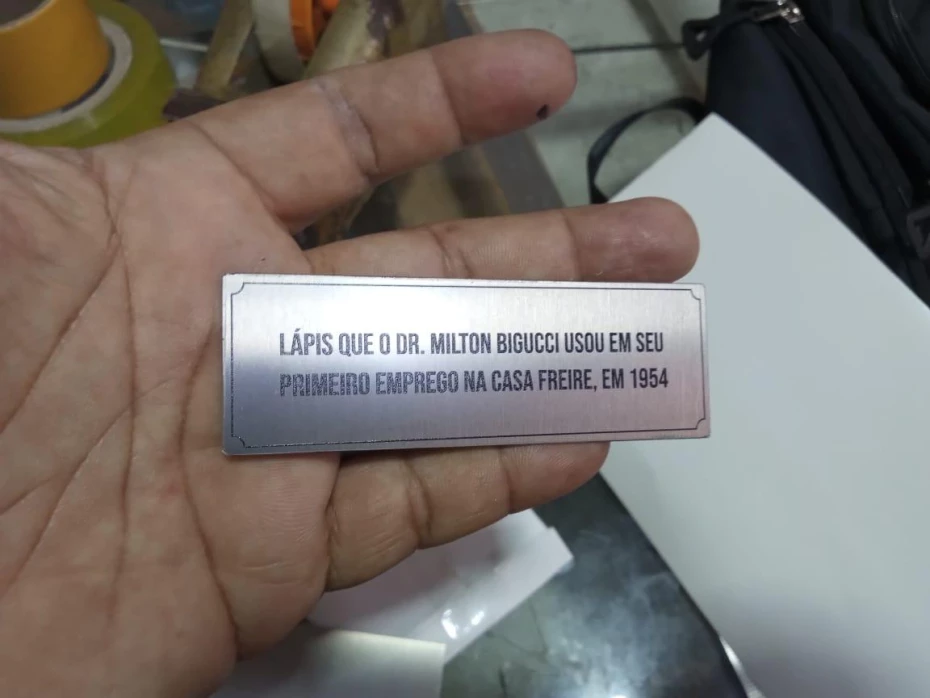 LÁPIS QUE O DR. MILTON BIGUCCI USOU EM SEU
PRIMEIRO EMPREGO NA CASA FREIRE, EM 1954